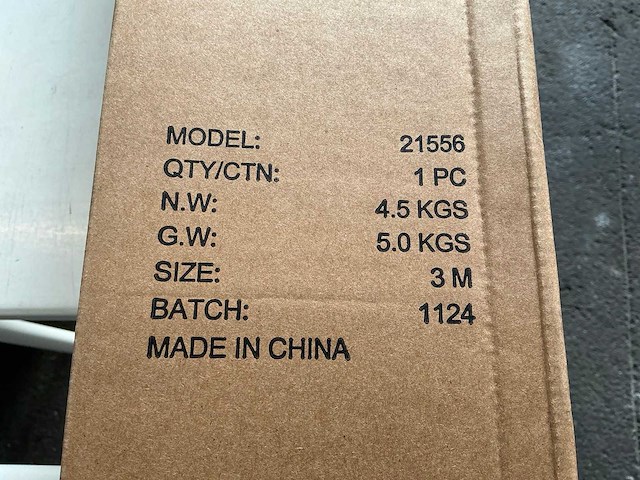 MODEL: 21556
QTY/CTN: 1 PC
N.W: 4.5 KGS
G.W: 5.0 KGS
SIZE: 3 M
BATCH: 1124
MADE IN CHINA